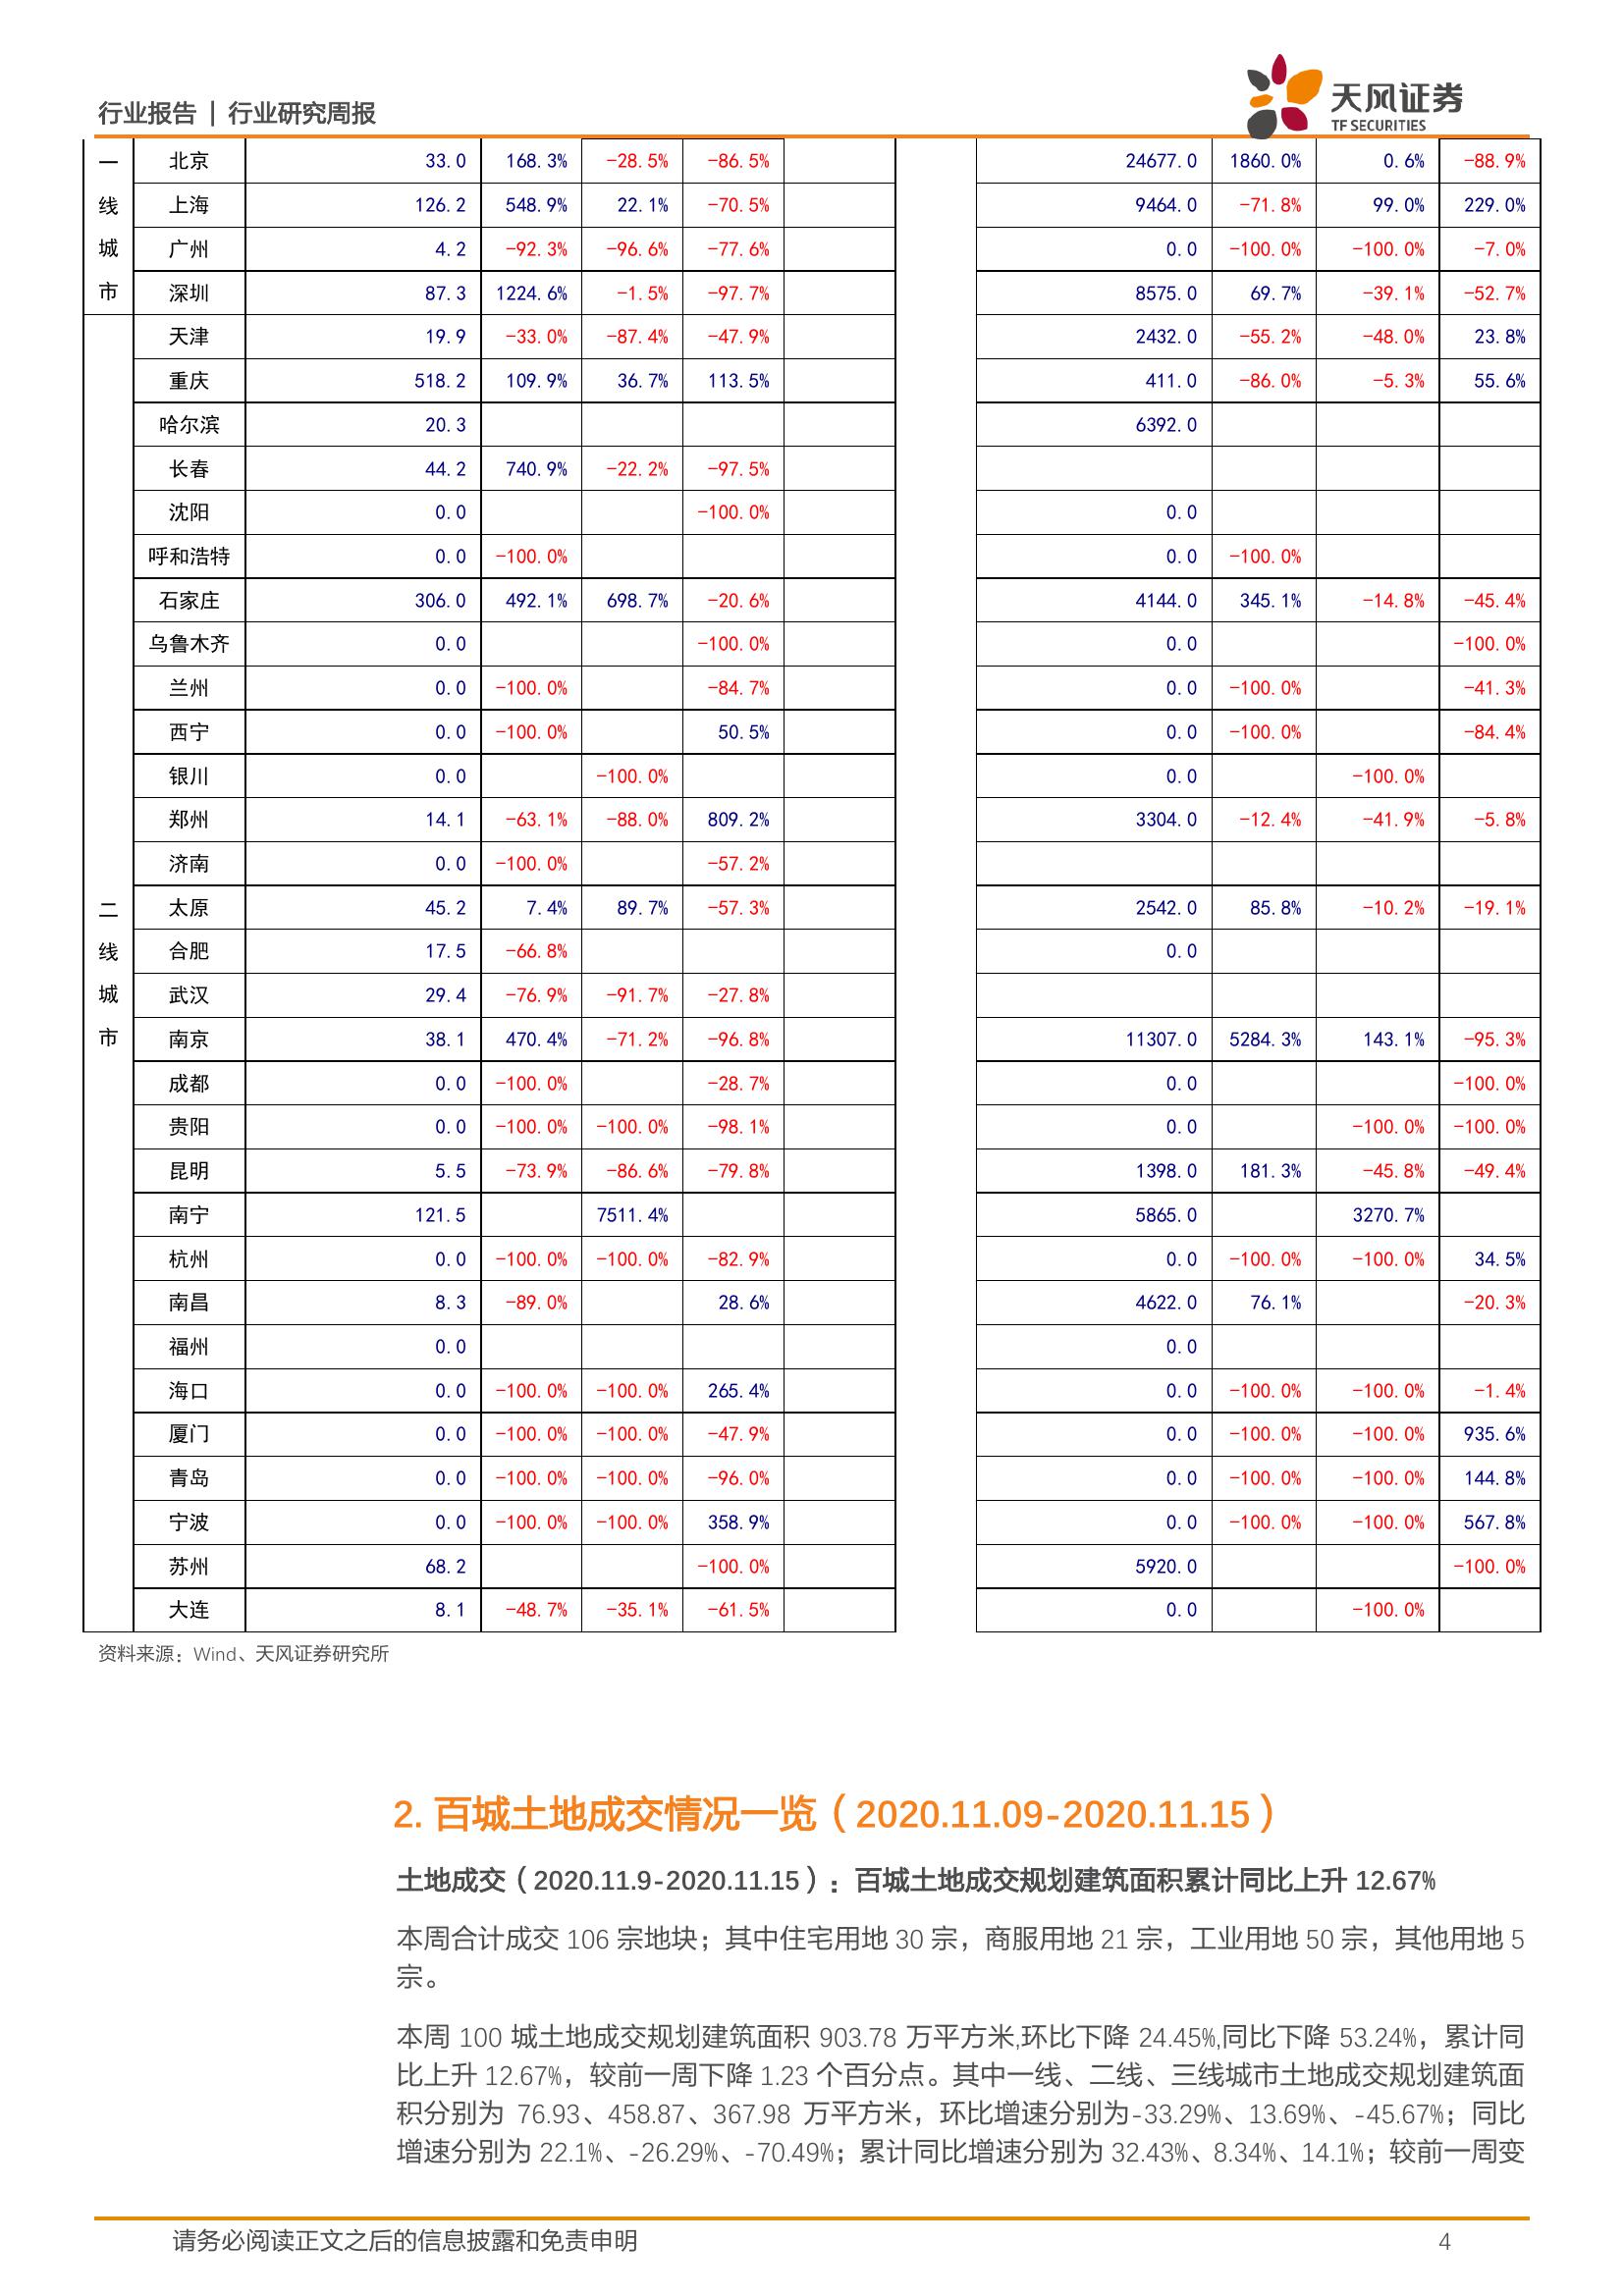 行业报告 | 行业研究周报
天风证券
TF SECURITIES
一线城市
北京 33.0 168.3% -28.5% -86.5% 24677.0 1860.0% 0.6% -88.9%
上海 126.2 548.9% 22.1% -70.5% 9464.0 -71.8% 99.0% 229.0%
广州 4.2 -92.3% -96.6% -77.6% 0.0 -100.0% -100.0% -7.0%
深圳 87.3 1224.6% -1.5% -97.7% 8575.0 69.7% -39.1% -52.7%
二线城市
天津 19.9 -33.0% -87.4% -47.9% 2432.0 -55.2% -48.0% 23.8%
重庆 518.2 109.9% 36.7% 113.5% 411.0 -86.0% -5.3% 55.6%
哈尔滨 20.3 6392.0
长春 44.2 740.9% -22.2% -97.5%
沈阳 0.0 -100.0% 0.0
呼和浩特 0.0 -100.0% 0.0 -100.0%
石家庄 306.0 492.1% 698.7% -20.6% 4144.0 345.1% -14.8% -45.4%
乌鲁木齐 0.0 -100.0% 0.0 -100.0%
兰州 0.0 -100.0% -84.7% 0.0 -100.0% -41.3%
西宁 0.0 -100.0% 50.5% 0.0 -100.0% -84.4%
银川 0.0 -100.0% 0.0 -100.0%
郑州 14.1 -63.1% -88.0% 809.2% 3304.0 -12.4% -41.9% -5.8%
济南 0.0 -100.0% -57.2%
太原 45.2 7.4% 89.7% -57.3% 2542.0 85.8% -10.2% -19.1%
合肥 17.5 -66.8% 0.0
武汉 29.4 -76.9% -91.7% -27.8%
南京 38.1 470.4% -71.2% -96.8% 11307.0 5284.3% 143.1% -95.3%
成都 0.0 -100.0% -28.7% 0.0 -100.0%
贵阳 0.0 -100.0% -100.0% -98.1% 0.0 -100.0% -100.0%
昆明 5.5 -73.9% -86.6% -79.8% 1398.0 181.3% -45.8% -49.4%
南宁 121.5 7511.4% 5865.0 3270.7%
杭州 0.0 -100.0% -100.0% -82.9% 0.0 -100.0% -100.0% 34.5%
南昌 8.3 -89.0% 28.6% 4622.0 76.1% -20.3%
福州 0.0 0.0
海口 0.0 -100.0% -100.0% 265.4% 0.0 -100.0% -100.0% -1.4%
厦门 0.0 -100.0% -100.0% -47.9% 0.0 -100.0% -100.0% 935.6%
青岛 0.0 -100.0% -100.0% -96.0% 0.0 -100.0% -100.0% 144.8%
宁波 0.0 -100.0% -100.0% 358.9% 0.0 -100.0% -100.0% 567.8%
苏州 68.2 -100.0% 5920.0 -100.0%
大连 8.1 -48.7% -35.1% -61.5% 0.0 -100.0%
资料来源：Wind、天风证券研究所
2. 百城土地成交情况一览（2020.11.09-2020.11.15）
土地成交（2020.11.9-2020.11.15）：百城土地成交规划建筑面积累计同比上升 12.67%
本周合计成交 106 宗地块；其中住宅用地 30 宗，商服用地 21 宗，工业用地 50 宗，其他用地 5
宗。
本周 100 城土地成交规划建筑面积 903.78 万平方米,环比下降 24.45%,同比下降 53.24%，累计同
比上升 12.67%，较前一周下降 1.23 个百分点。其中一线、二线、三线城市土地成交规划建筑面
积分别为 76.93、458.87、367.98 万平方米，环比增速分别为-33.29%、13.69%、-45.67%；同比
增速分别为 22.1%、-26.29%、-70.49%；累计同比增速分别为 32.43%、8.34%、14.1%；较前一周变
请务必阅读正文之后的信息披露和免责申明 4